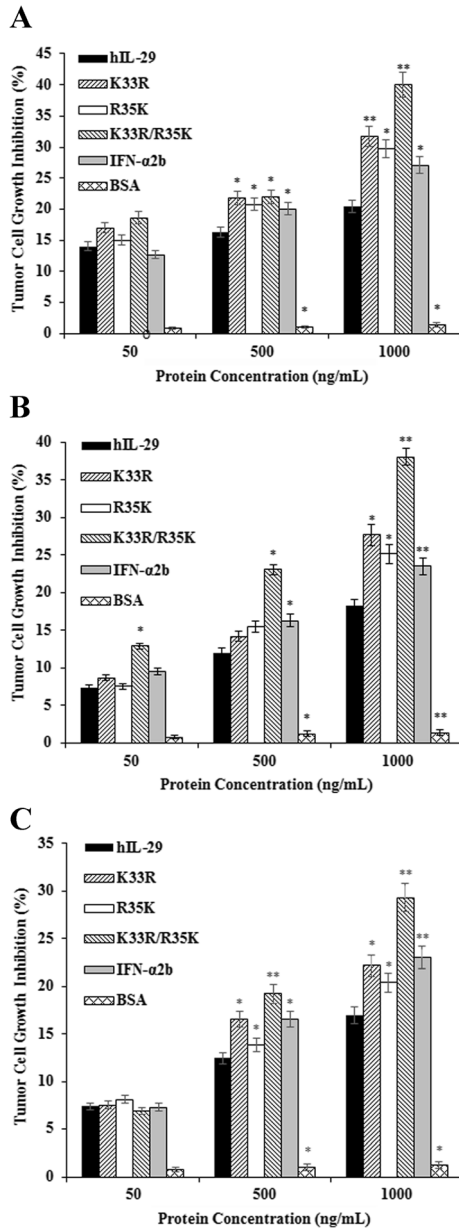 A
Tumor Cell Growth Inhibition (%)
45
40
35
30
25
20
15
10
5
0
hIL-29
K33R
R35K
K33R/R35K
IFN-α2b
BSA
* * * *
*
** * ** *
*
50 500 1000
Protein Concentration (ng/mL)
B
Tumor Cell Growth Inhibition (%)
40
35
30
25
20
15
10
5
0
hIL-29
K33R
R35K
K33R/R35K
IFN-α2b
BSA
*
* *
*
* * ** **
**
50 500 1000
Protein Concentration (ng/mL)
C
Tumor Cell Growth Inhibition (%)
35
30
25
20
15
10
5
0
hIL-29
K33R
R35K
K33R/R35K
IFN-α2b
BSA
* * ** *
*
* * ** **
*
50 500 1000
Protein Concentration (ng/mL)